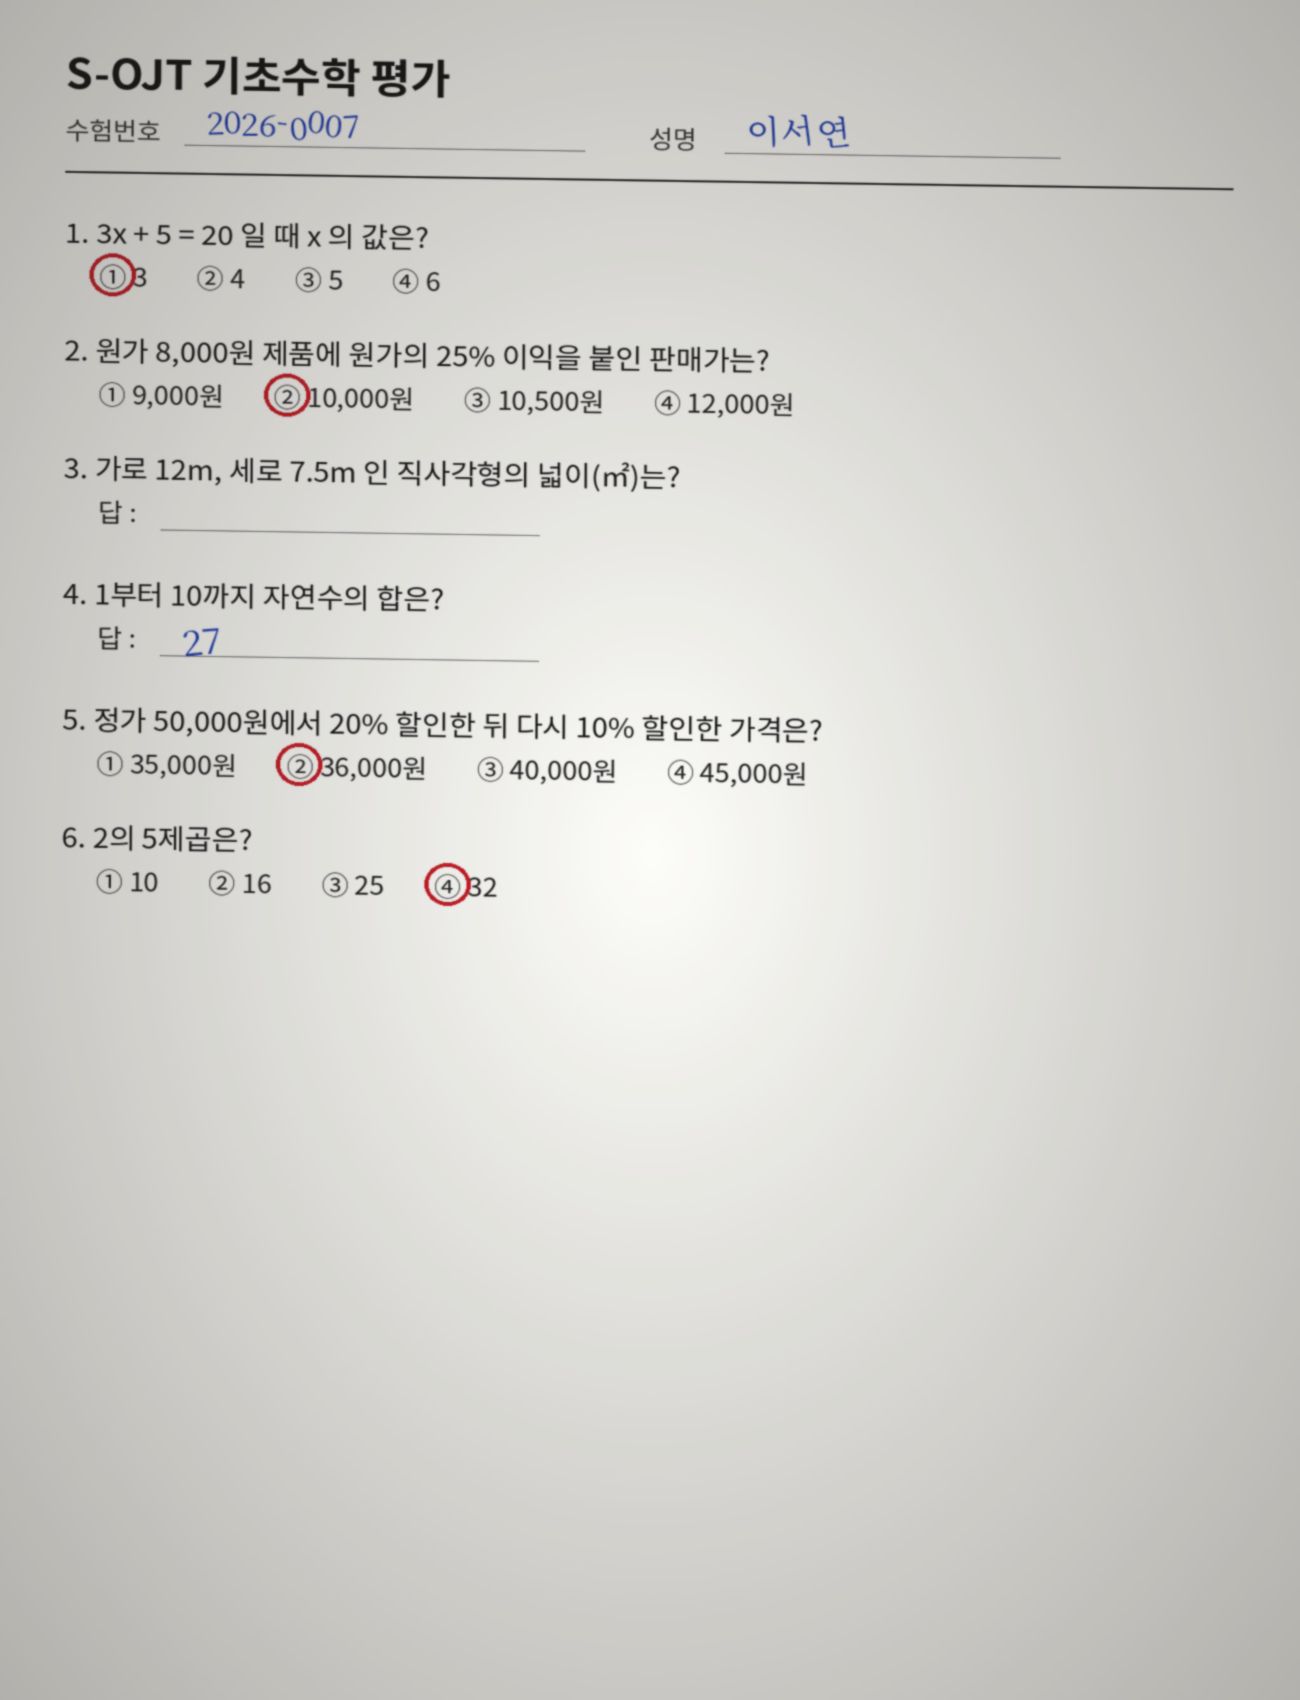 S-OJT 기초수학 평가
수험번호 2026-0007 성명 이서연
1. 3x + 5 = 20 일 때 x 의 값은?
① 3 ② 4 ③ 5 ④ 6
2. 원가 8,000원 제품에 원가의 25% 이익을 붙인 판매가는?
① 9,000원 ② 10,000원 ③ 10,500원 ④ 12,000원
3. 가로 12m, 세로 7.5m 인 직사각형의 넓이(㎡)는?
답 :
4. 1부터 10까지 자연수의 합은?
답 : 27
5. 정가 50,000원에서 20% 할인한 뒤 다시 10% 할인한 가격은?
① 35,000원 ② 36,000원 ③ 40,000원 ④ 45,000원
6. 2의 5제곱은?
① 10 ② 16 ③ 25 ④ 32